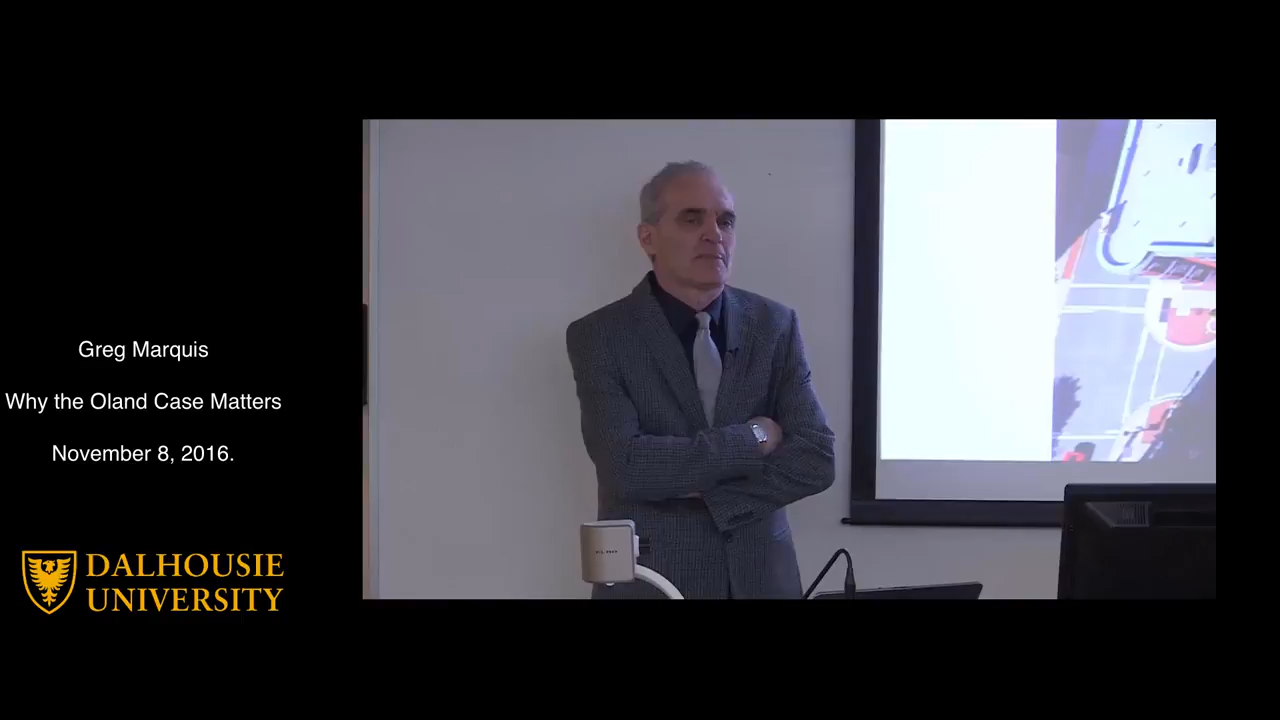 Greg Marquis
Why the Oland Case Matters
November 8, 2016.
DALHOUSIE
UNIVERSITY